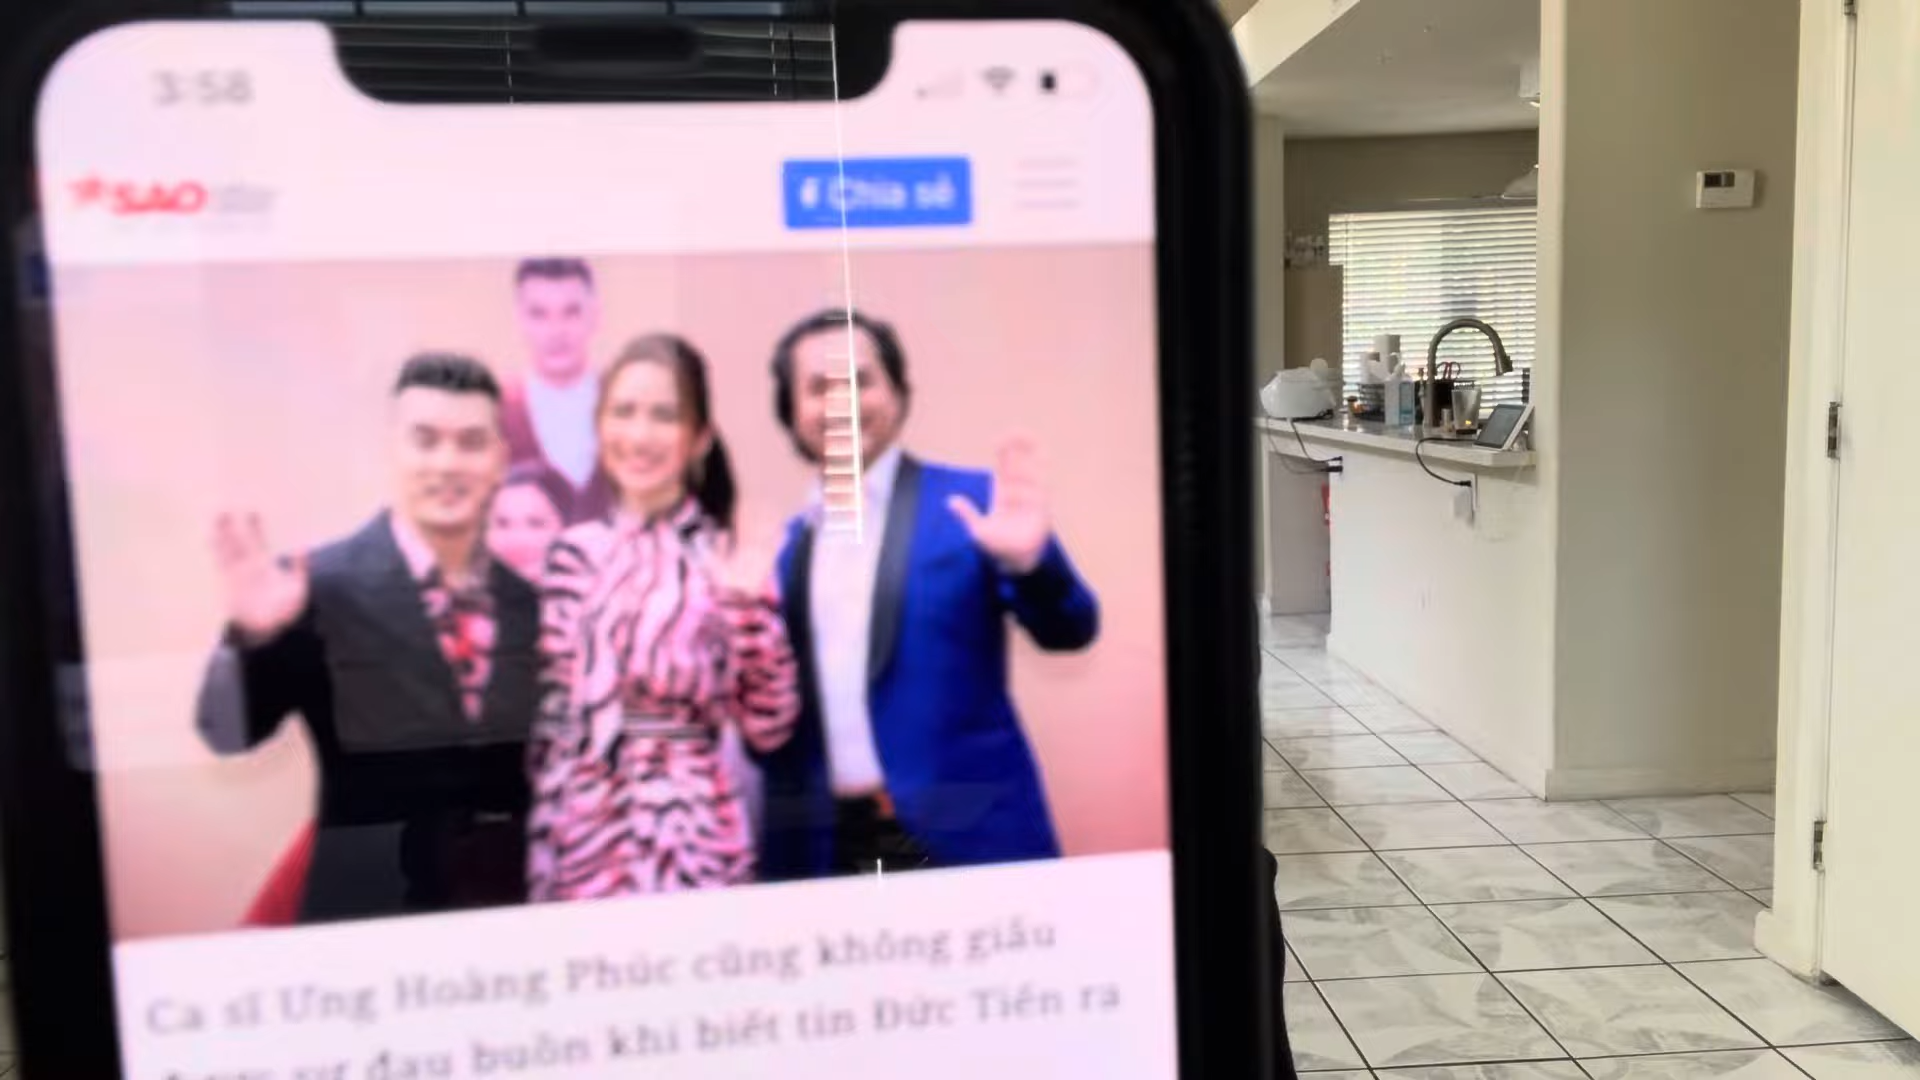 3:58
SAO
f Chia sẻ
Ca sĩ Ưng Hoàng Phúc cũng không giấu
được sự đau buồn khi biết tin Đức Tiến ra